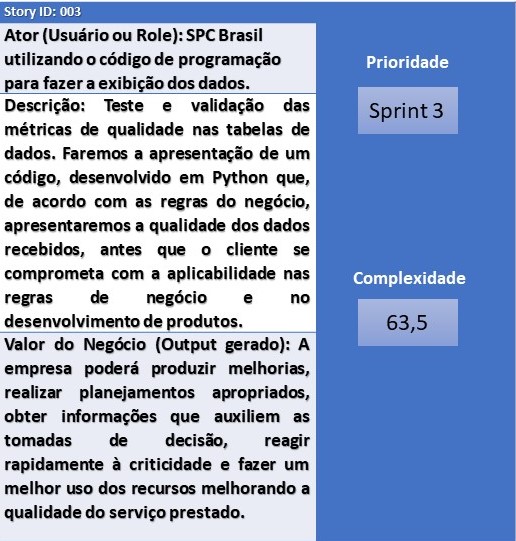 Story ID: 003
Ator (Usuário ou Role): SPC Brasil
utilizando o código de programação
para fazer a exibição dos dados.
Descrição: Teste e validação das
métricas de qualidade nas tabelas de
dados. Faremos a apresentação de um
código, desenvolvido em Python que,
de acordo com as regras do negócio,
apresentaremos a qualidade dos dados
recebidos, antes que o cliente se
comprometa com a aplicabilidade nas
regras de negócio e no
desenvolvimento de produtos.
Valor do Negócio (Output gerado): A
empresa poderá produzir melhorias,
realizar planejamentos apropriados,
obter informações que auxiliem as
tomadas de decisão, reagir
rapidamente à criticidade e fazer um
melhor uso dos recursos melhorando a
qualidade do serviço prestado.
Prioridade
Sprint 3
Complexidade
63,5